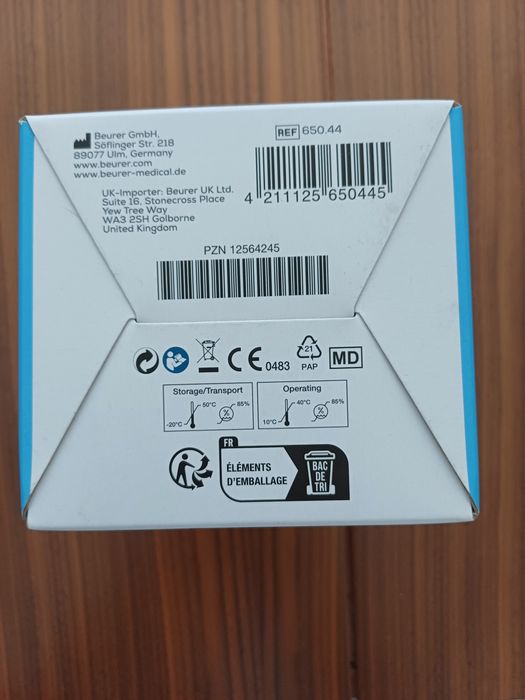 Beurer GmbH,
Söflinger Str. 218
89077 Ulm, Germany
www.beurer.com
www.beurer-medical.de
UK-Importer: Beurer UK Ltd.
Suite 16, Stonecross Place
Yew Tree Way
WA3 2SH Golborne
United Kingdom
REF 650.44
4 211125 650445
PZN 12564245
CE 0483
21
PAP
MD
Storage/Transport
-20°C 50°C % 85%
Operating
10°C 40°C % 85%
FR
ÉLÉMENTS
D'EMBALLAGE
BAC
DE
TRI